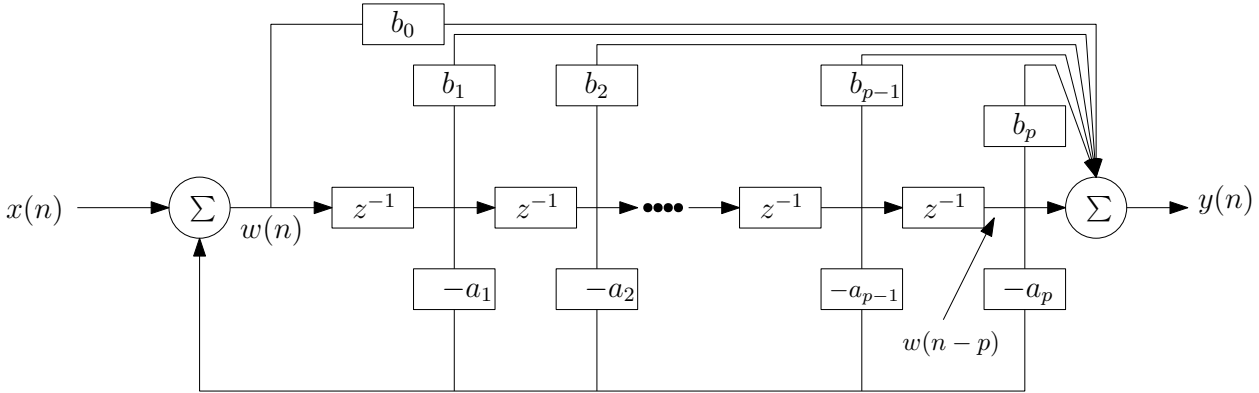 b₀
b₁
b₂
bₚ₋₁
bₚ
x(n)
Σ
w(n)
z⁻¹
z⁻¹
z⁻¹
z⁻¹
Σ
y(n)
−a₁
−a₂
−aₚ₋₁
−aₚ
w(n − p)